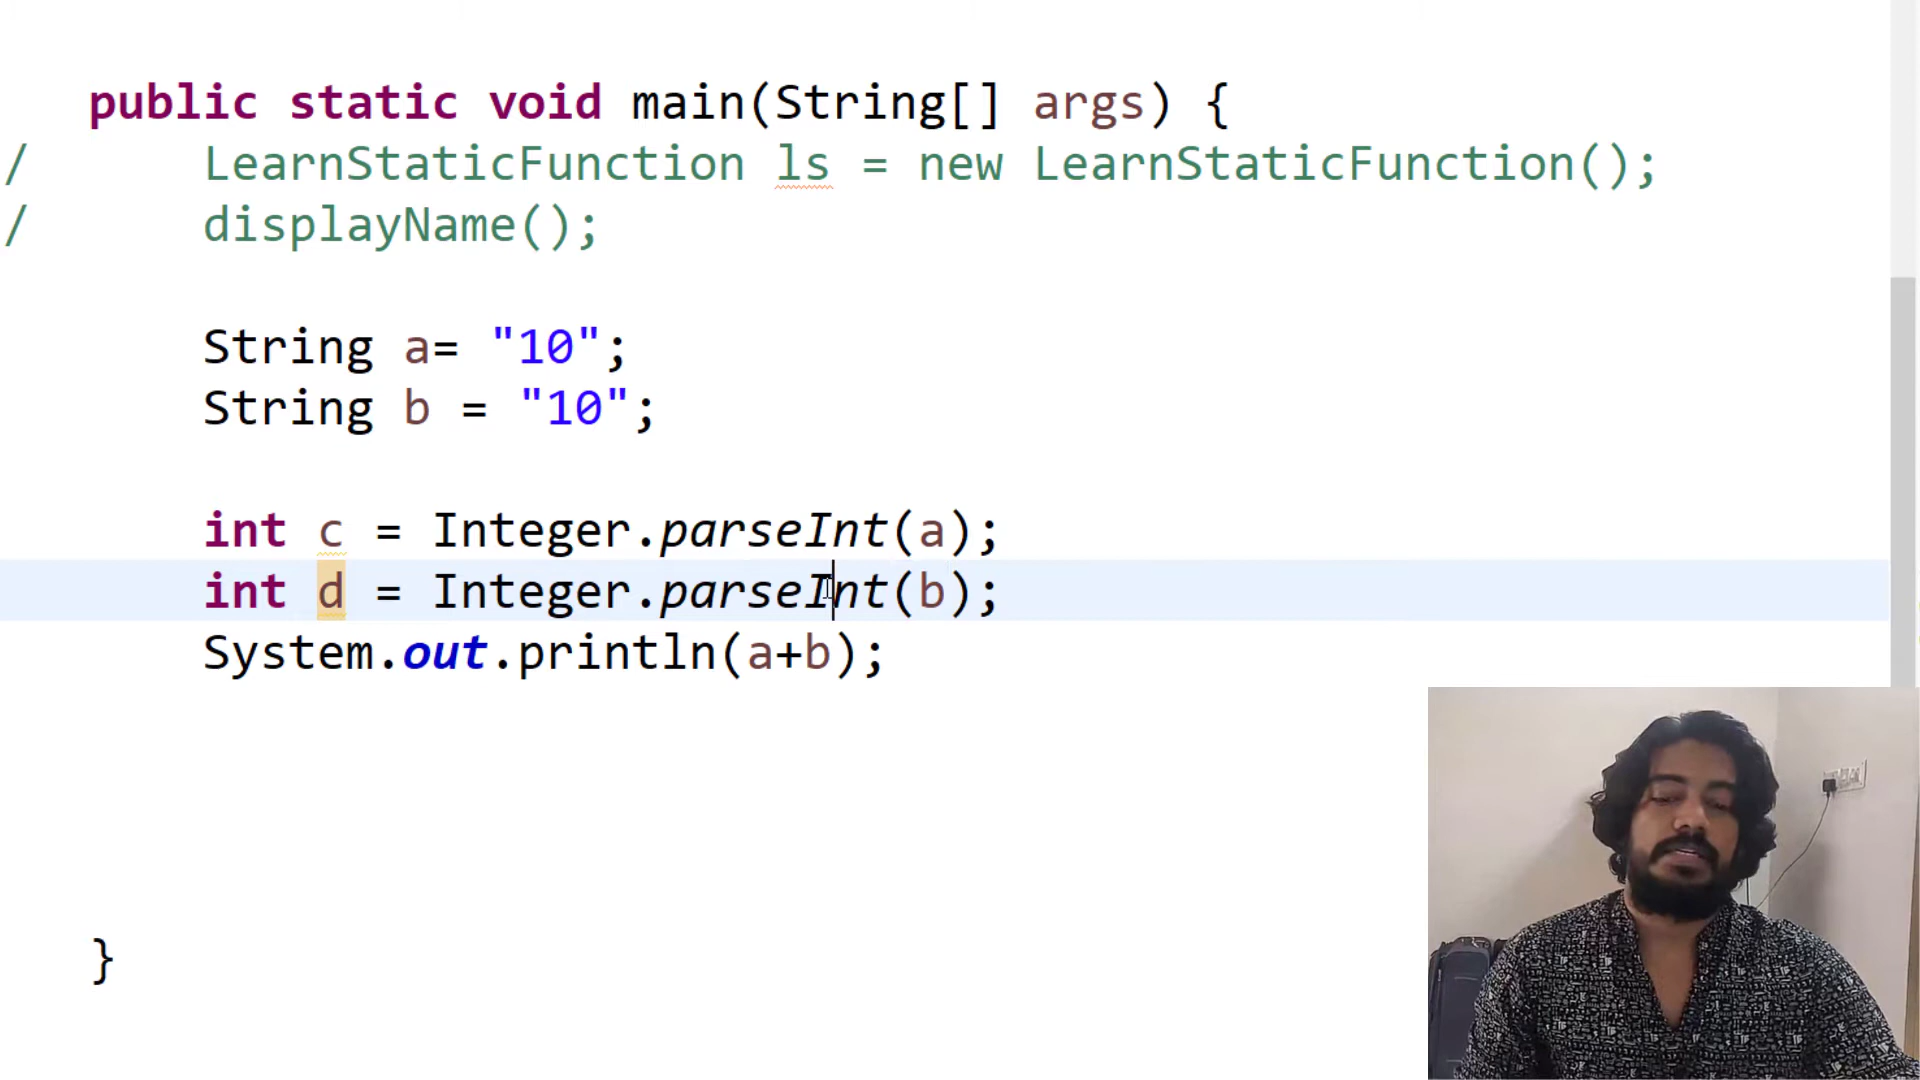 public static void main(String[] args) {
/ LearnStaticFunction ls = new LearnStaticFunction();
/ displayName();
String a= "10";
String b = "10";
int c = Integer.parseInt(a);
int d = Integer.parseInt(b);
System.out.println(a+b);
}